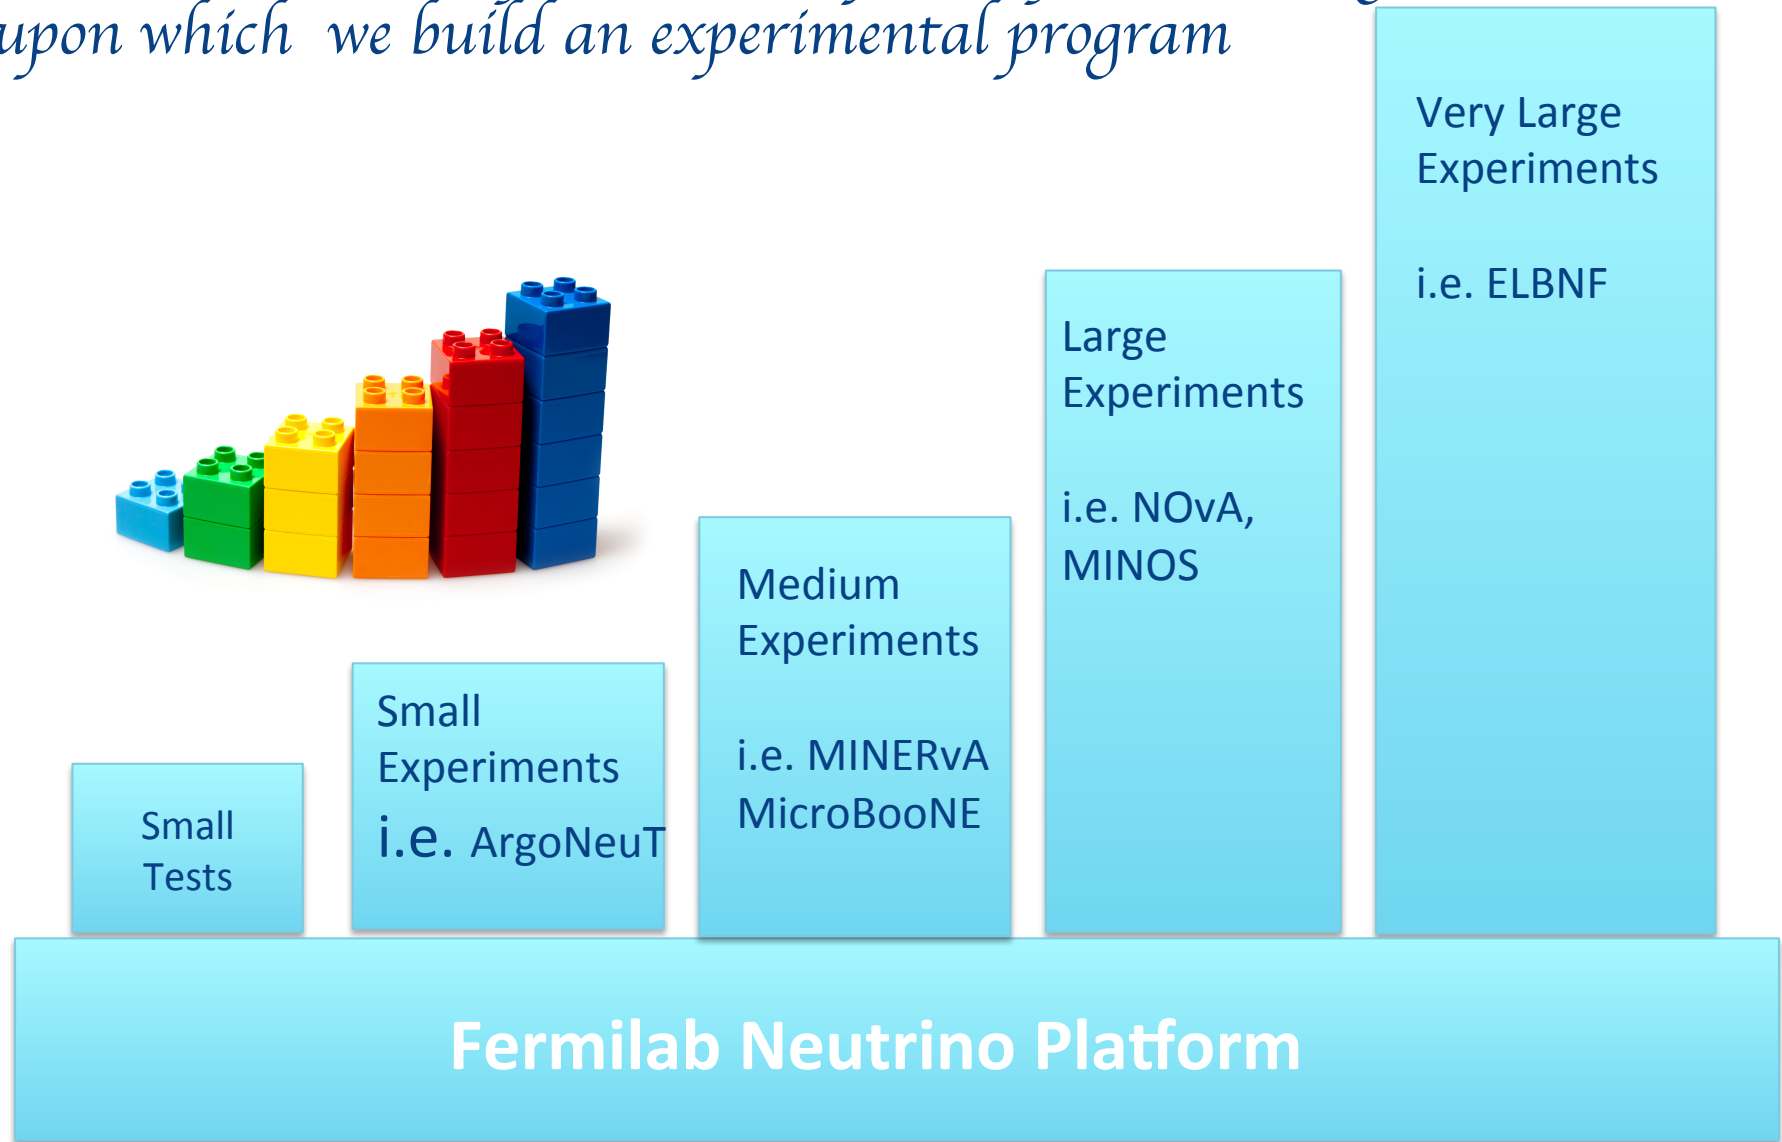 upon which we build an experimental program
Very Large
Experiments
i.e. ELBNF
Large
Experiments
i.e. NOvA,
MINOS
Medium
Experiments
i.e. MINERvA
MicroBooNE
Small
Experiments
i.e. ArgoNeuT
Small
Tests
Fermilab Neutrino Platform